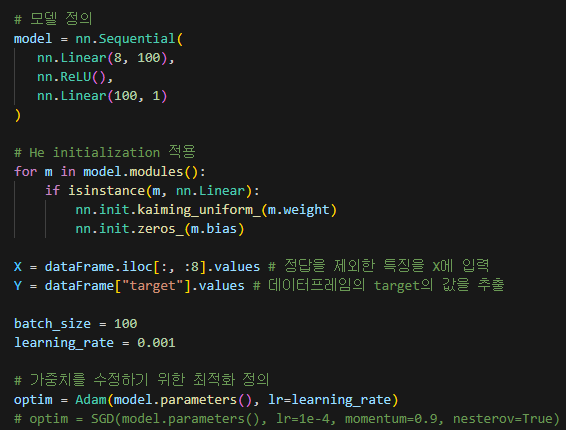 # 모델 정의
model = nn.Sequential(
nn.Linear(8, 100),
nn.ReLU(),
nn.Linear(100, 1)
)
# He initialization 적용
for m in model.modules():
if isinstance(m, nn.Linear):
nn.init.kaiming_uniform_(m.weight)
nn.init.zeros_(m.bias)
X = dataFrame.iloc[:, :8].values # 정답을 제외한 특징을 X에 입력
Y = dataFrame["target"].values # 데이터프레임의 target의 값을 추출
batch_size = 100
learning_rate = 0.001
# 가중치를 수정하기 위한 최적화 정의
optim = Adam(model.parameters(), lr=learning_rate)
# optim = SGD(model.parameters(), lr=1e-4, momentum=0.9, nesterov=True)